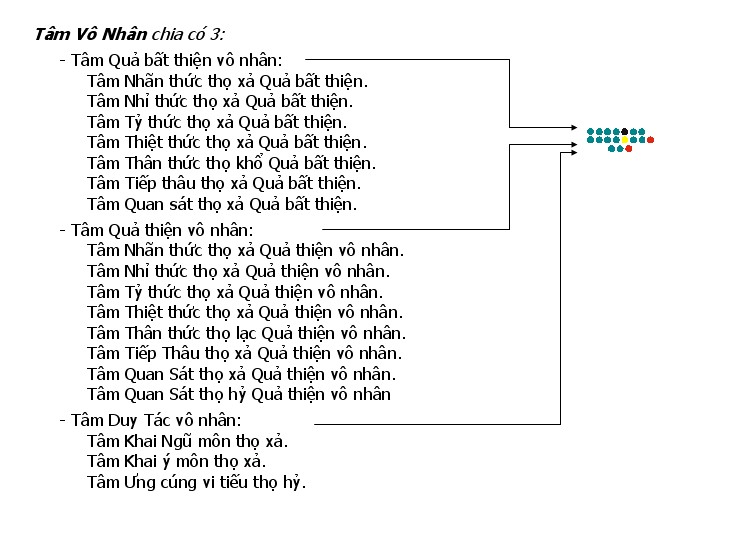 Tâm Vô Nhân chia có 3:
- Tâm Quả bất thiện vô nhân:
Tâm Nhãn thức thọ xả Quả bất thiện.
Tâm Nhỉ thức thọ xả Quả bất thiện.
Tâm Tỷ thức thọ xả Quả bất thiện.
Tâm Thiệt thức thọ xả Quả bất thiện.
Tâm Thân thức thọ khổ Quả bất thiện.
Tâm Tiếp thâu thọ xả Quả bất thiện.
Tâm Quan sát thọ xả Quả bất thiện.
- Tâm Quả thiện vô nhân:
Tâm Nhãn thức thọ xả Quả thiện vô nhân.
Tâm Nhỉ thức thọ xả Quả thiện vô nhân.
Tâm Tỷ thức thọ xả Quả thiện vô nhân.
Tâm Thiệt thức thọ xả Quả thiện vô nhân.
Tâm Thân thức thọ lạc Quả thiện vô nhân.
Tâm Tiếp Thâu thọ xả Quả thiện vô nhân.
Tâm Quan Sát thọ xả Quả thiện vô nhân.
Tâm Quan Sát thọ hỷ Quả thiện vô nhân
- Tâm Duy Tác vô nhân:
Tâm Khai Ngũ môn thọ xả.
Tâm Khai ý môn thọ xả.
Tâm Ưng cúng vi tiếu thọ hỷ.